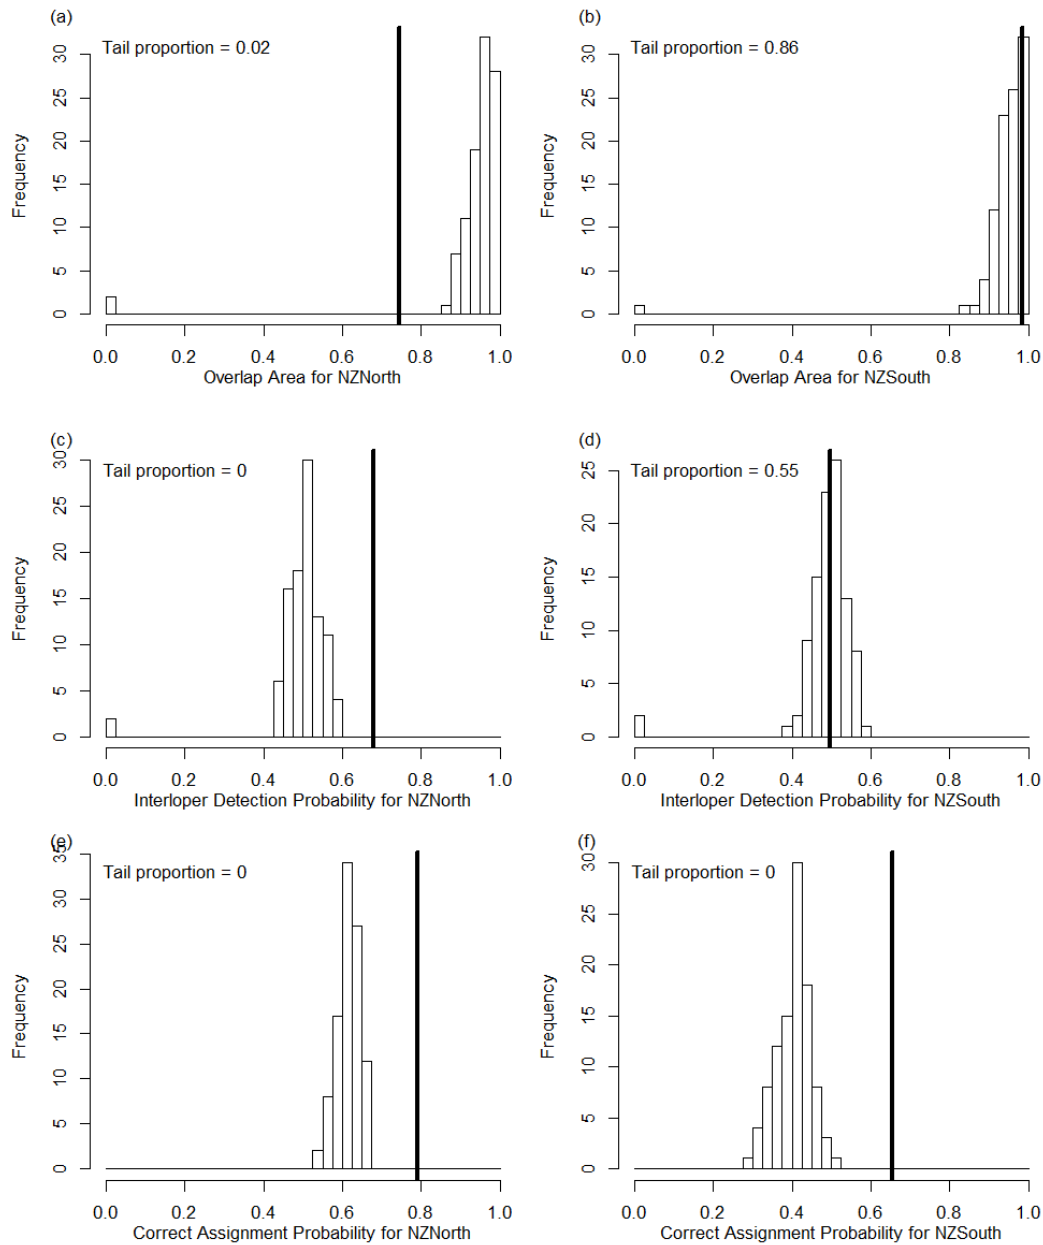 (a)
Tail proportion = 0.02
Frequency
0 5 10 15 20 25 30
0.0 0.2 0.4 0.6 0.8 1.0
Overlap Area for NZNorth
(b)
Tail proportion = 0.86
Frequency
0 5 10 15 20 25 30
0.0 0.2 0.4 0.6 0.8 1.0
Overlap Area for NZSouth
(c)
Tail proportion = 0
Frequency
0 5 10 15 20 25 30
0.0 0.2 0.4 0.6 0.8 1.0
Interloper Detection Probability for NZNorth
(d)
Tail proportion = 0.55
Frequency
0 5 10 15 20 25
0.0 0.2 0.4 0.6 0.8 1.0
Interloper Detection Probability for NZSouth
(e)
Tail proportion = 0
Frequency
0 5 10 15 20 25 30 35
0.0 0.2 0.4 0.6 0.8 1.0
Correct Assignment Probability for NZNorth
(f)
Tail proportion = 0
Frequency
0 5 10 15 20 25 30
0.0 0.2 0.4 0.6 0.8 1.0
Correct Assignment Probability for NZSouth